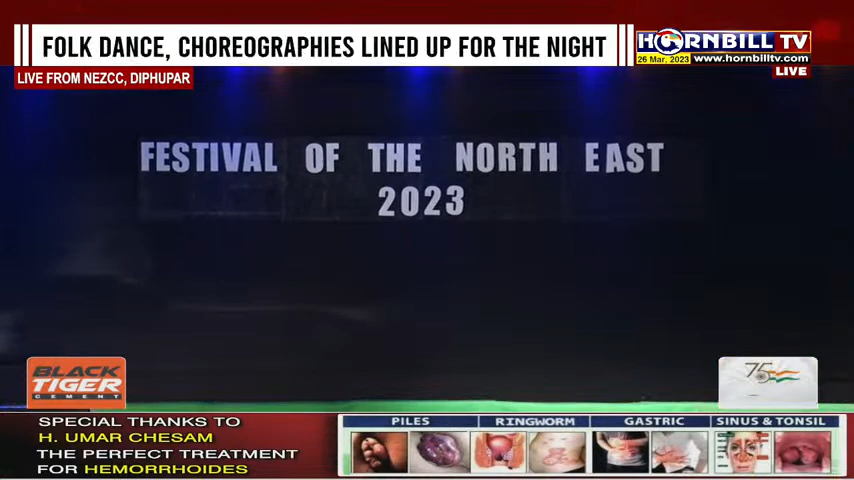 FOLK DANCE, CHOREOGRAPHIES LINED UP FOR THE NIGHT
HORNBILL TV
26 Mar. 2023 www.hornbilltv.com
LIVE
LIVE FROM NEZCC, DIPHUPAR
FESTIVAL OF THE NORTH EAST
2023
BLACK
TIGER
CEMENT
75
SPECIAL THANKS TO
H. UMAR CHESAM
THE PERFECT TREATMENT
FOR HEMORRHOIDES
PILES RINGWORM GASTRIC SINUS & TONSIL